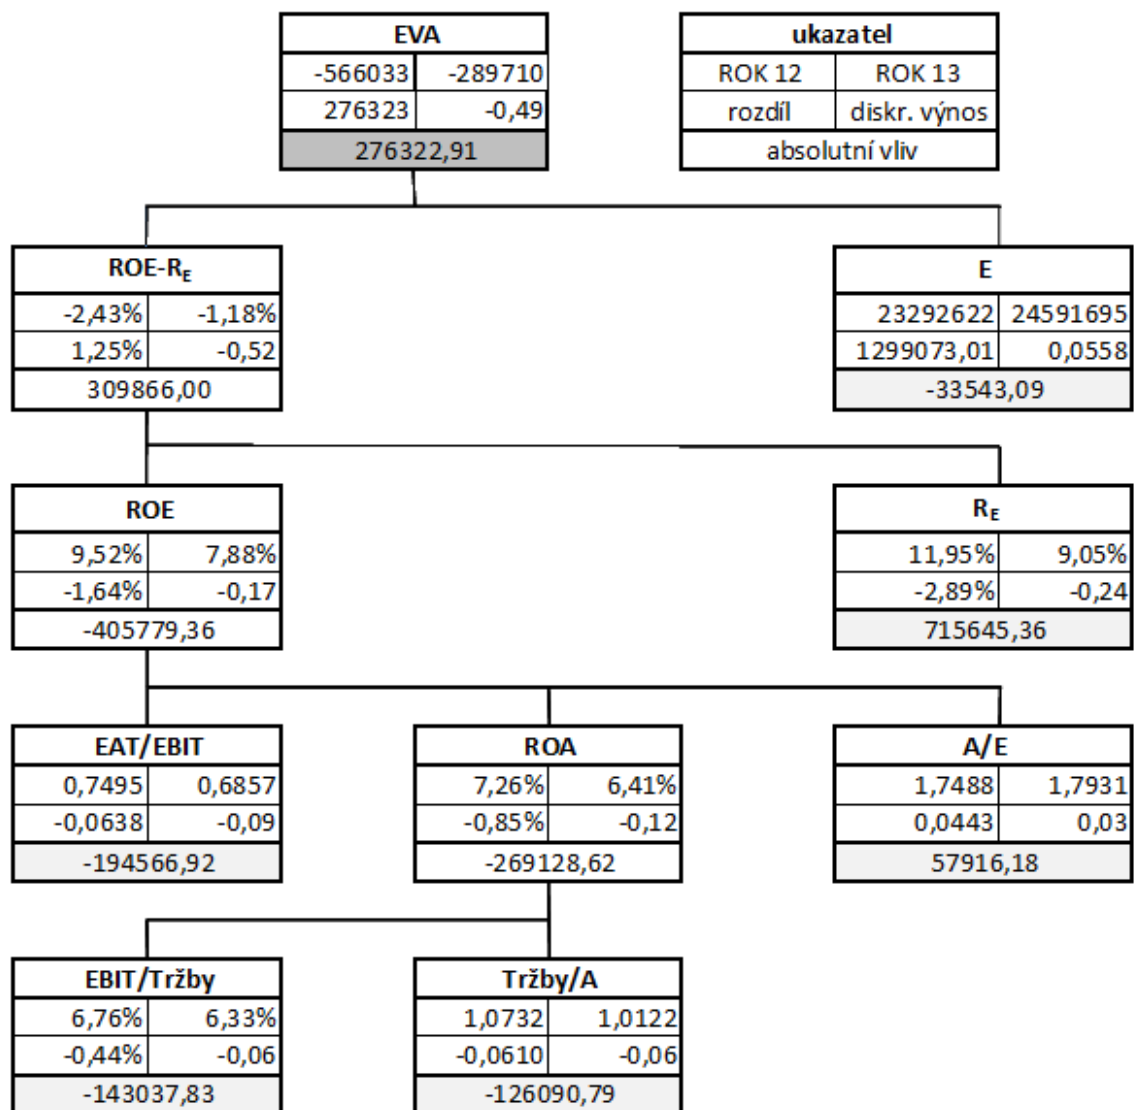 EVA
-566033 -289710
276323 -0,49
276322,91
ukazatel
ROK 12 ROK 13
rozdíl diskr. výnos
absolutní vliv
ROE-RE
-2,43% -1,18%
1,25% -0,52
309866,00
E
23292622 24591695
1299073,01 0,0558
-33543,09
ROE
9,52% 7,88%
-1,64% -0,17
-405779,36
RE
11,95% 9,05%
-2,89% -0,24
715645,36
EAT/EBIT
0,7495 0,6857
-0,0638 -0,09
-194566,92
ROA
7,26% 6,41%
-0,85% -0,12
-269128,62
A/E
1,7488 1,7931
0,0443 0,03
57916,18
EBIT/Tržby
6,76% 6,33%
-0,44% -0,06
-143037,83
Tržby/A
1,0732 1,0122
-0,0610 -0,06
-126090,79